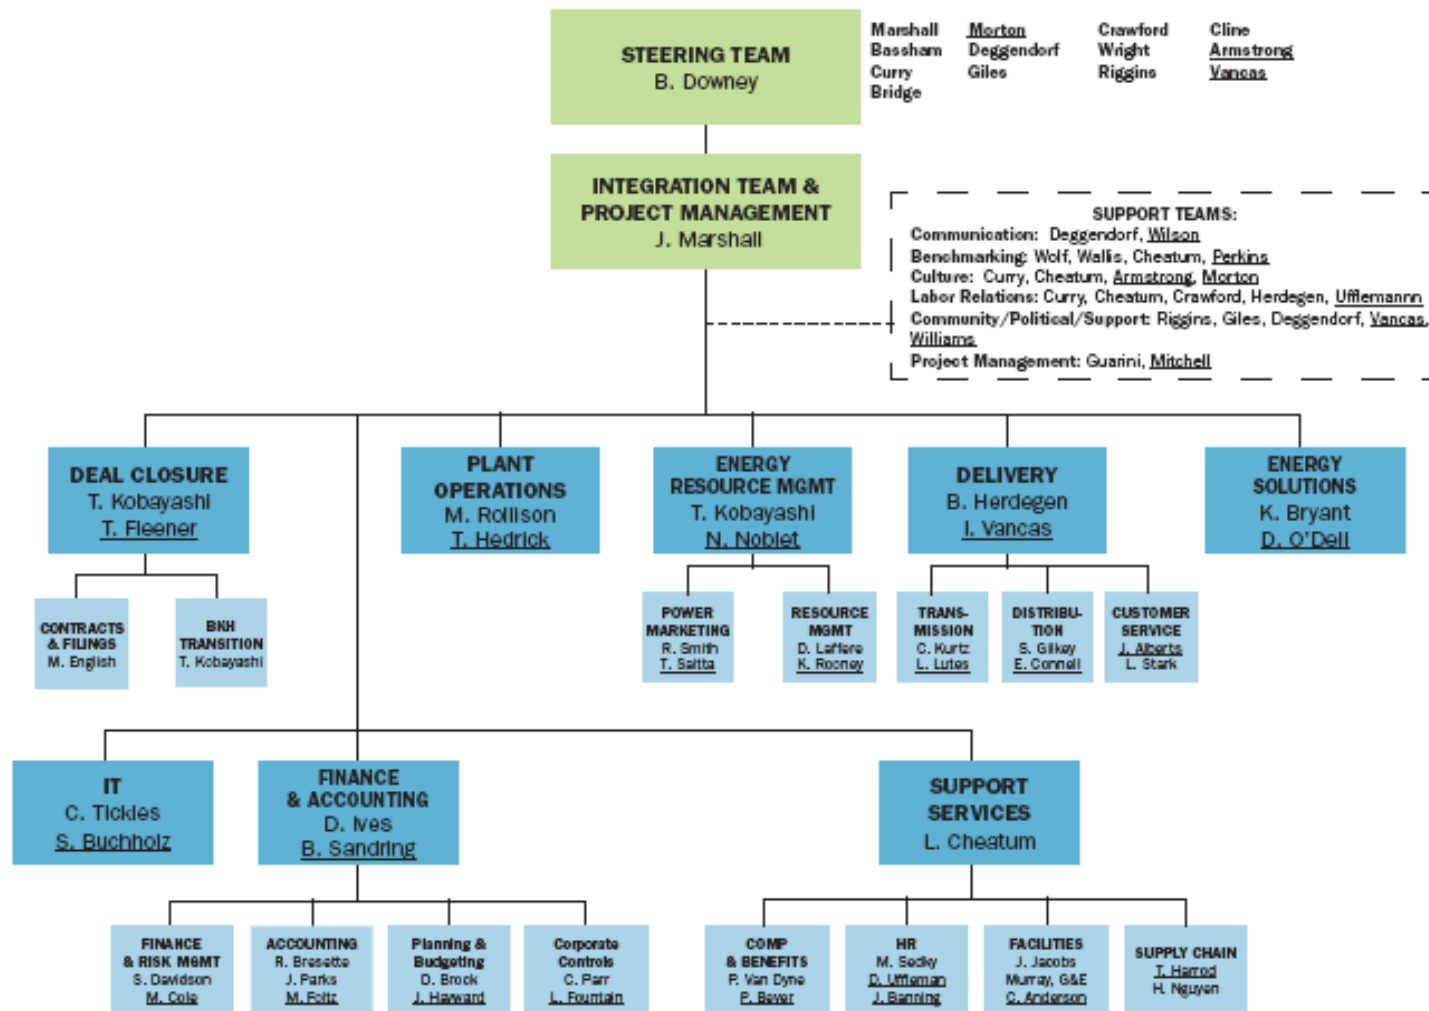 STEERING TEAM
B. Downey
Marshall Morton Crawford Cline
Bassham Deggendorf Wright Armstrong
Curry Giles Riggins Vancas
Bridge
INTEGRATION TEAM &
PROJECT MANAGEMENT
J. Marshall
SUPPORT TEAMS:
Communication: Deggendorf, Wilson
Benchmarking: Wolf, Wallis, Cheatum, Perkins
Culture: Curry, Cheatum, Armstrong, Morton
Labor Relations: Curry, Cheatum, Crawford, Herdegen, Ufflemannn
Community/Political/Support: Riggins, Giles, Deggendorf, Vancas,
Williams
Project Management: Guarini, Mitchell
DEAL CLOSURE
T. Kobayashi
T. Fleener
PLANT
OPERATIONS
M. Rollison
T. Hedrick
ENERGY
RESOURCE MGMT
T. Kobayashi
N. Noblet
DELIVERY
B. Herdegen
I. Vancas
ENERGY
SOLUTIONS
K. Bryant
D. O'Dell
CONTRACTS
& FILINGS
M. English
BKH
TRANSITION
T. Kobayashi
POWER
MARKETING
R. Smith
T. Saitta
RESOURCE
MGMT
D. Laffere
K. Rooney
TRANS-
MISSION
C. Kurtz
L. Lutes
DISTRIBU-
TION
S. Gilkey
E. Connell
CUSTOMER
SERVICE
J. Alberts
L. Stark
IT
C. Tickles
S. Buchholz
FINANCE
& ACCOUNTING
D. Ives
B. Sandring
SUPPORT
SERVICES
L. Cheatum
FINANCE
& RISK MGMT
S. Davidson
M. Cole
ACCOUNTING
R. Bresette
J. Parks
M. Foltz
Planning &
Budgeting
D. Brock
J. Hayward
Corporate
Controls
C. Parr
L. Fountain
COMP
& BENEFITS
P. Van Dyne
P. Beyer
HR
M. Sedky
D. Uffleman
J. Banning
FACILITIES
J. Jacobs
Murray, G&E
C. Anderson
SUPPLY CHAIN
T. Harrod
H. Nguyen